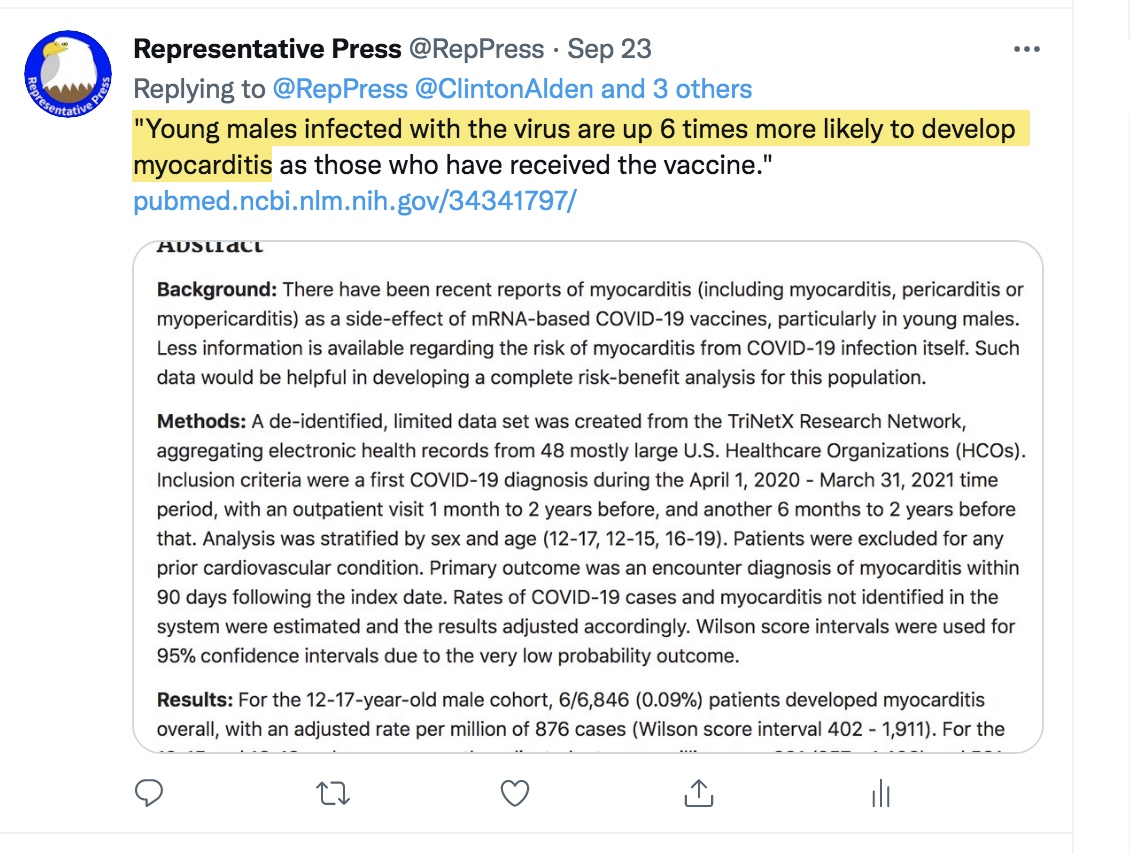 Representative Press @RepPress · Sep 23
Replying to @RepPress @ClintonAlden and 3 others
"Young males infected with the virus are up 6 times more likely to develop
myocarditis as those who have received the vaccine."
pubmed.ncbi.nlm.nih.gov/34341797/
Representative Press
Abstract
Background: There have been recent reports of myocarditis (including myocarditis, pericarditis or
myopericarditis) as a side-effect of mRNA-based COVID-19 vaccines, particularly in young males.
Less information is available regarding the risk of myocarditis from COVID-19 infection itself. Such
data would be helpful in developing a complete risk-benefit analysis for this population.
Methods: A de-identified, limited data set was created from the TriNetX Research Network,
aggregating electronic health records from 48 mostly large U.S. Healthcare Organizations (HCOs).
Inclusion criteria were a first COVID-19 diagnosis during the April 1, 2020 - March 31, 2021 time
period, with an outpatient visit 1 month to 2 years before, and another 6 months to 2 years before
that. Analysis was stratified by sex and age (12-17, 12-15, 16-19). Patients were excluded for any
prior cardiovascular condition. Primary outcome was an encounter diagnosis of myocarditis within
90 days following the index date. Rates of COVID-19 cases and myocarditis not identified in the
system were estimated and the results adjusted accordingly. Wilson score intervals were used for
95% confidence intervals due to the very low probability outcome.
Results: For the 12-17-year-old male cohort, 6/6,846 (0.09%) patients developed myocarditis
overall, with an adjusted rate per million of 876 cases (Wilson score interval 402 - 1,911). For the